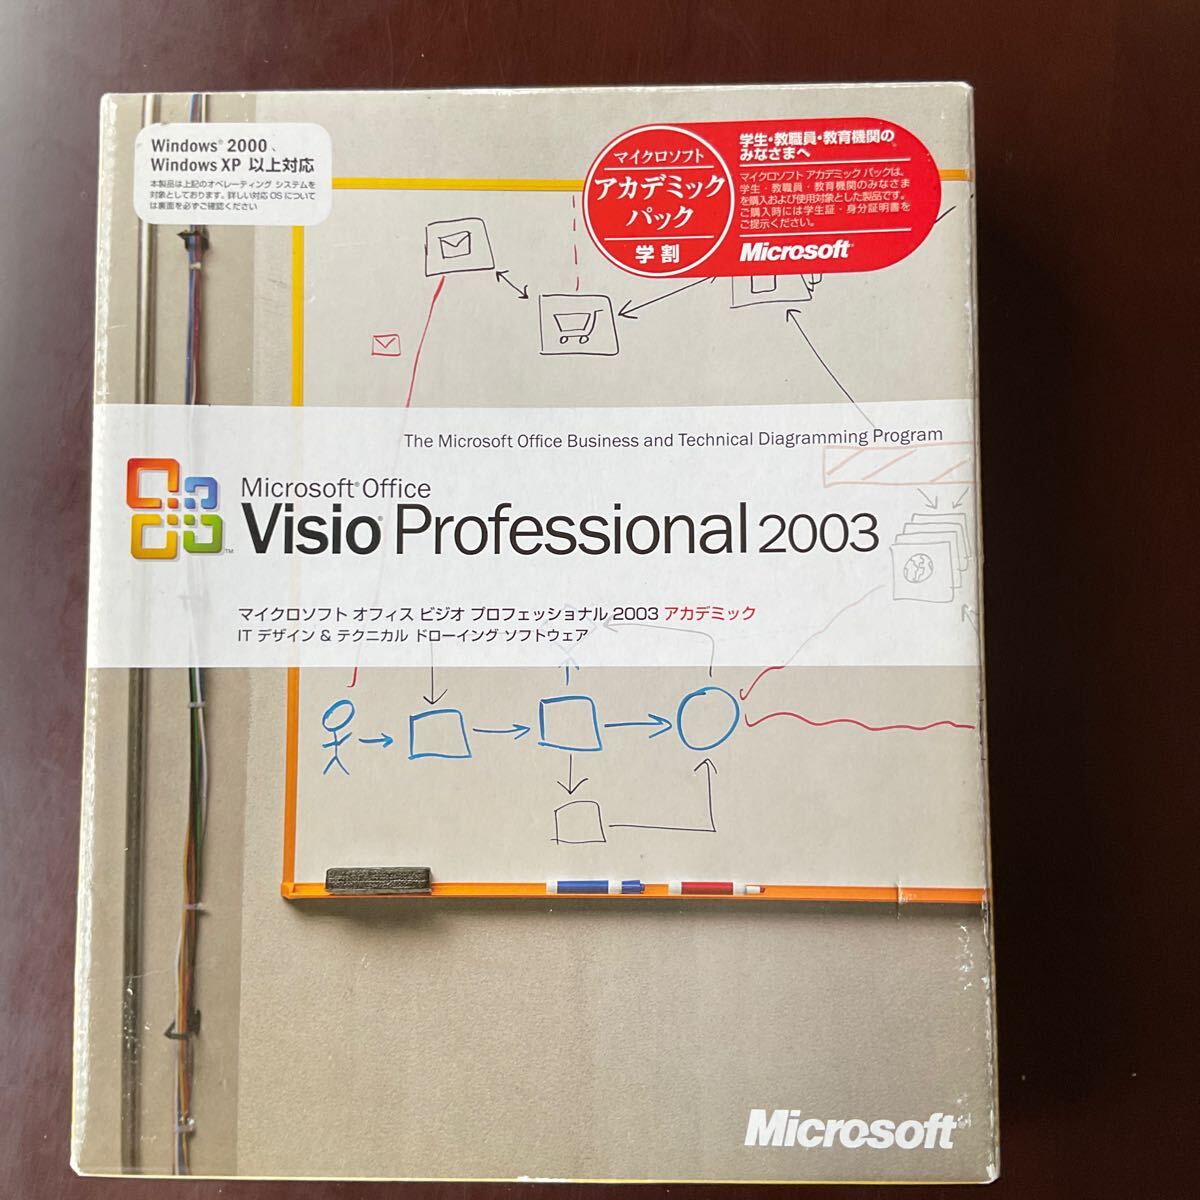 Windows® 2000、
Windows XP 以上対応
本製品は上記のオペレーティング システムを
対象としております。詳しい対応 OS について
は裏面を必ずご確認ください
マイクロソフト
アカデミック
パック
学割
学生・教職員・教育機関の
みなさまへ
マイクロソフト アカデミック パックは、
学生・教職員・教育機関のみなさま
を購入および使用対象とした製品です。
ご購入時には学生証・身分証明書を
ご提示ください。
Microsoft®
The Microsoft Office Business and Technical Diagramming Program
Microsoft® Office
Visio® Professional 2003
™
マイクロソフト オフィス ビジオ プロフェッショナル 2003 アカデミック
IT デザイン & テクニカル ドローイング ソフトウェア
Microsoft®